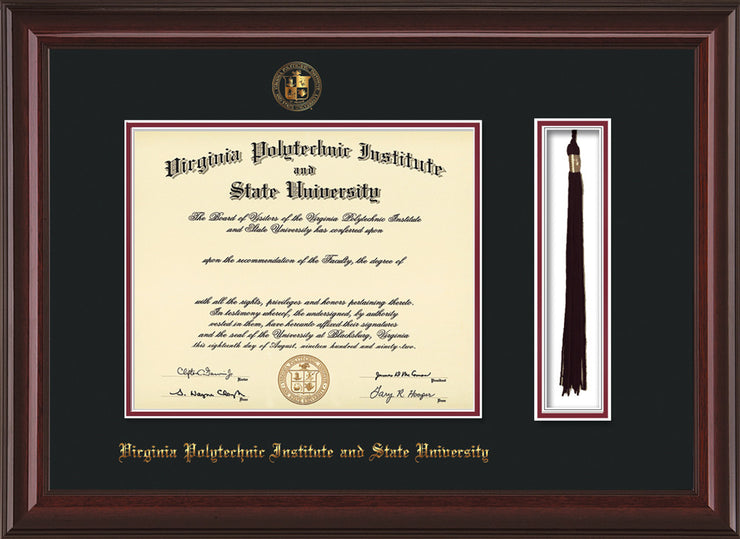 Virginia Polytechnic Institute
and
State University
The Board of Visitors of the Virginia Polytechnic Institute
and State University has conferred upon
upon the recommendation of the Faculty, the degree of
with all the rights, privileges and honors pertaining thereto.
In testimony whereof, the undersigned, by authority
vested in them, have hereunto affixed their signatures
and the seal of the University at Blacksburg, Virginia
this eighteenth day of August, nineteen hundred and ninety-two.
Rector
President
Gary R. Hooper
Virginia Polytechnic Institute and State University